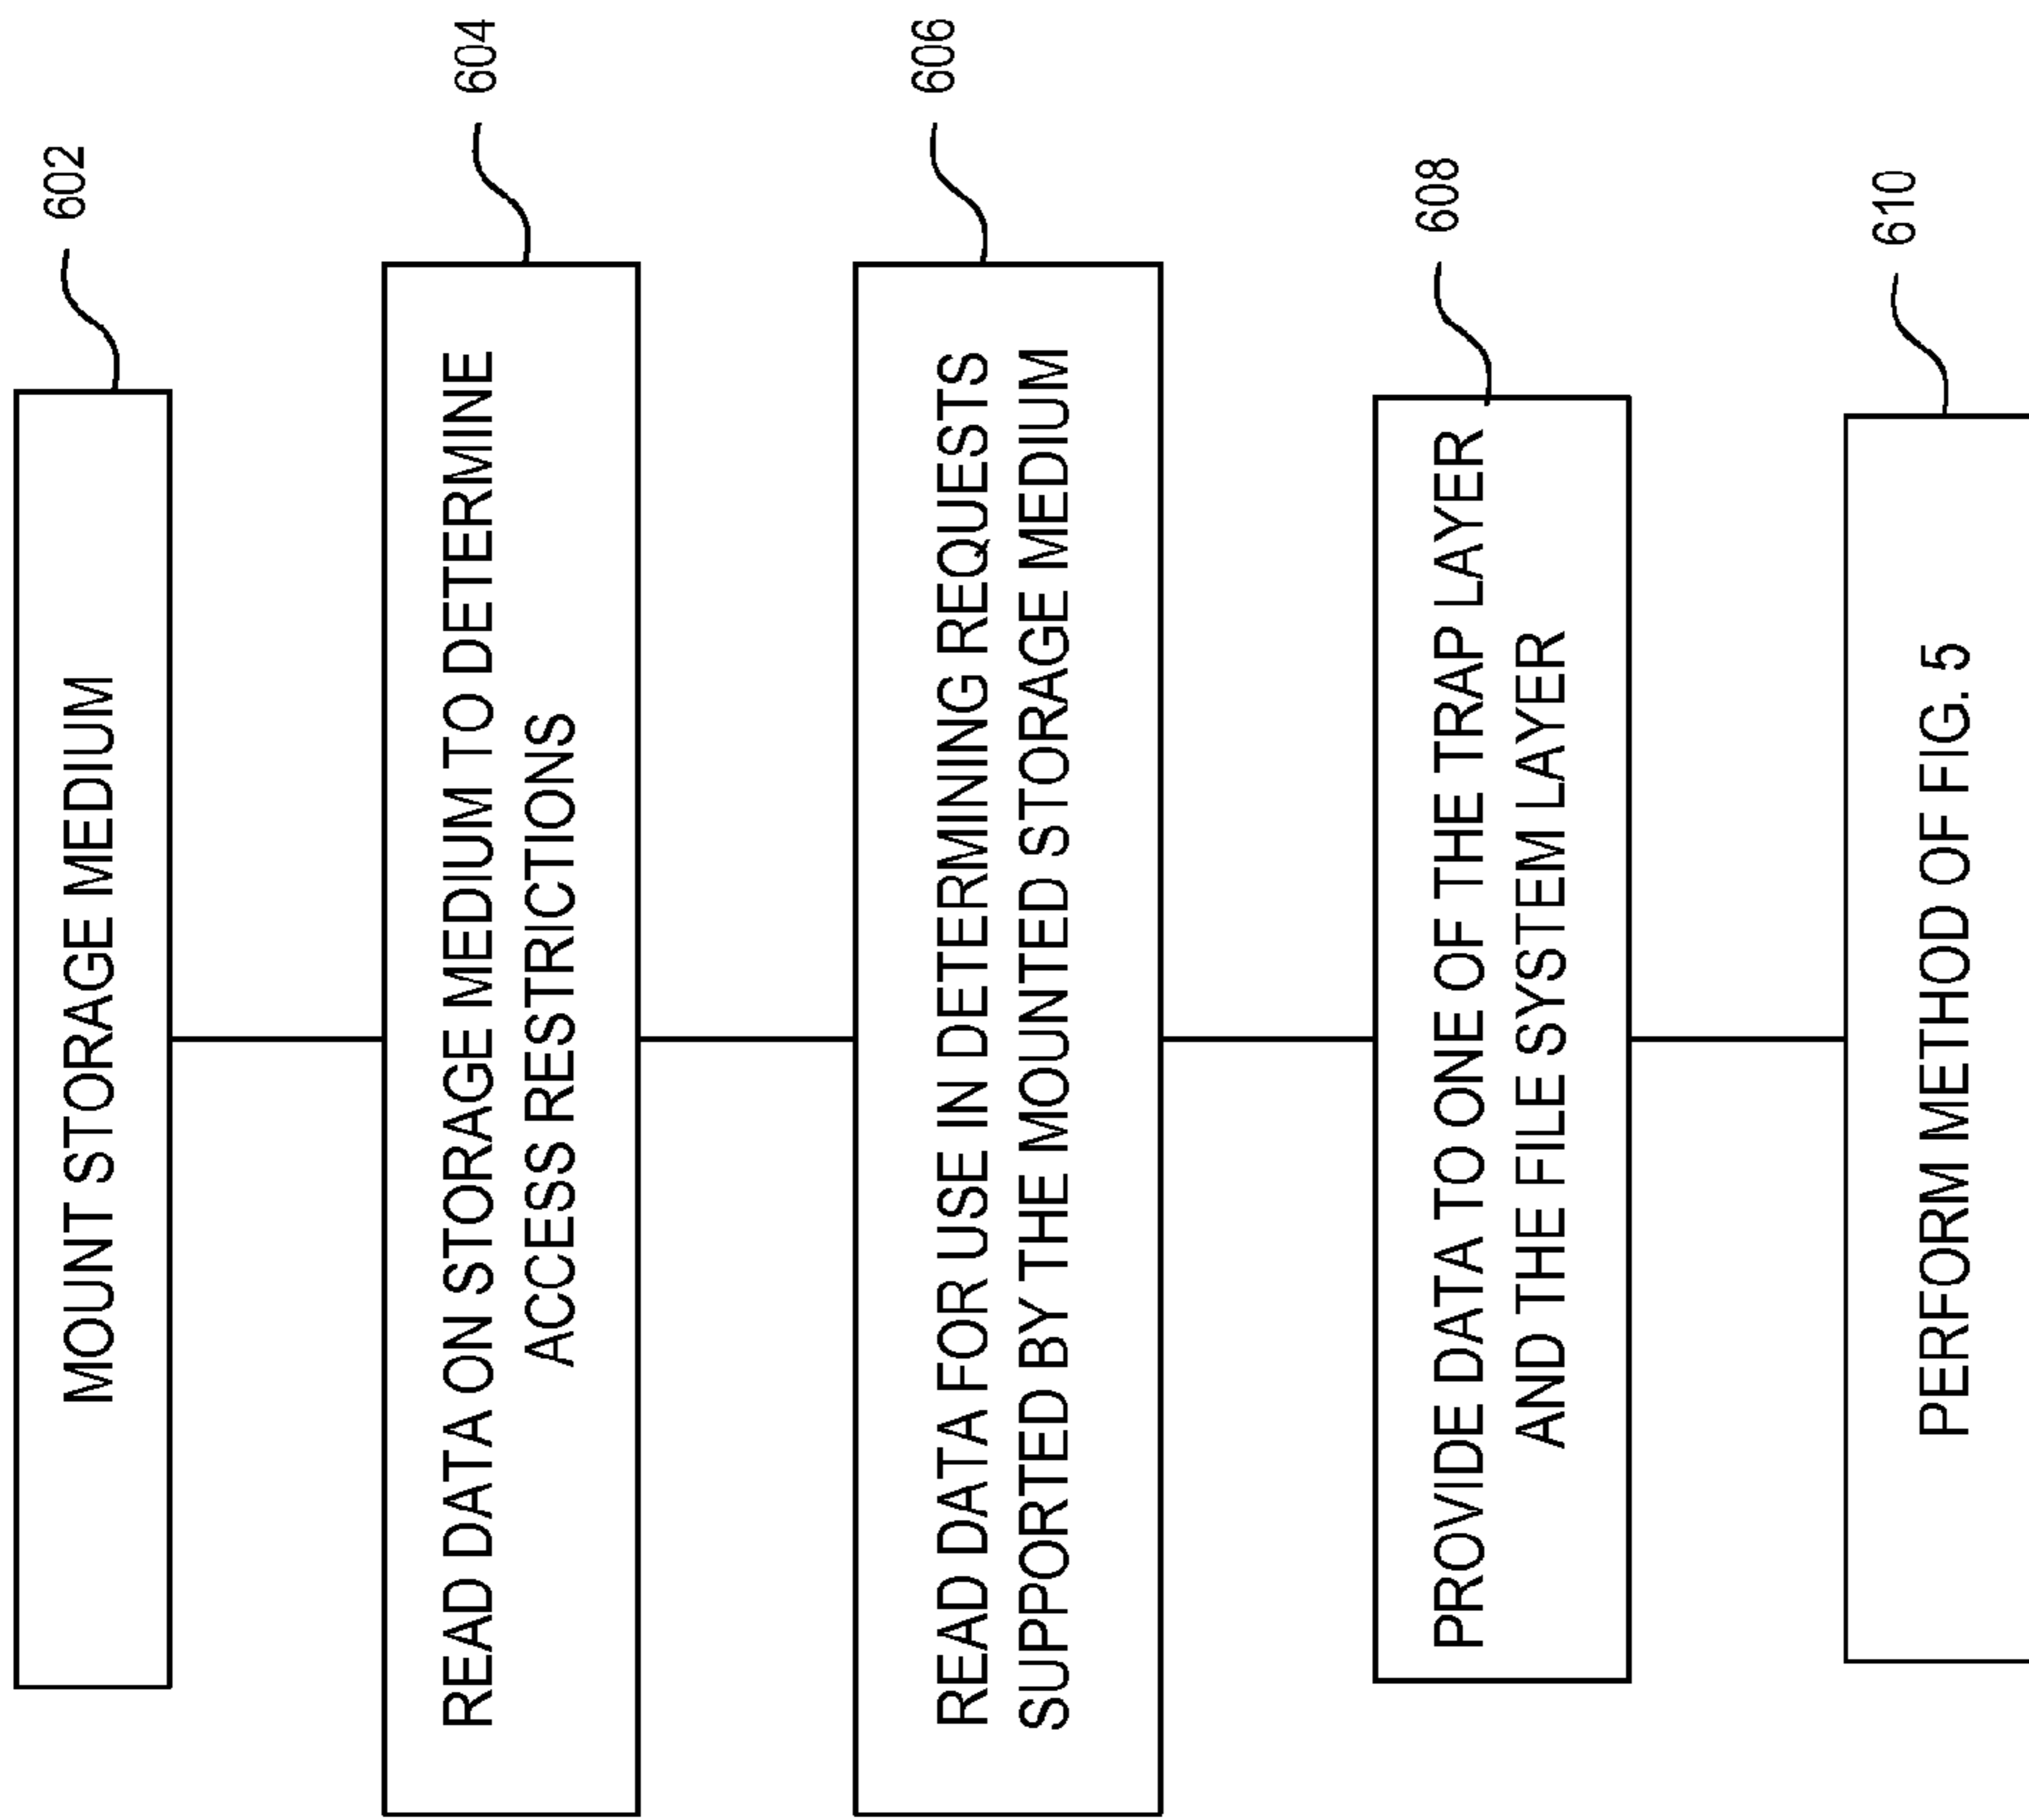 602
MOUNT STORAGE MEDIUM
604
READ DATA ON STORAGE MEDIUM TO DETERMINE
ACCESS RESTRICTIONS
606
READ DATA FOR USE IN DETERMINING REQUESTS
SUPPORTED BY THE MOUNTED STORAGE MEDIUM
608
PROVIDE DATA TO ONE OF THE TRAP LAYER
AND THE FILE SYSTEM LAYER
610
PERFORM METHOD OF FIG. 5